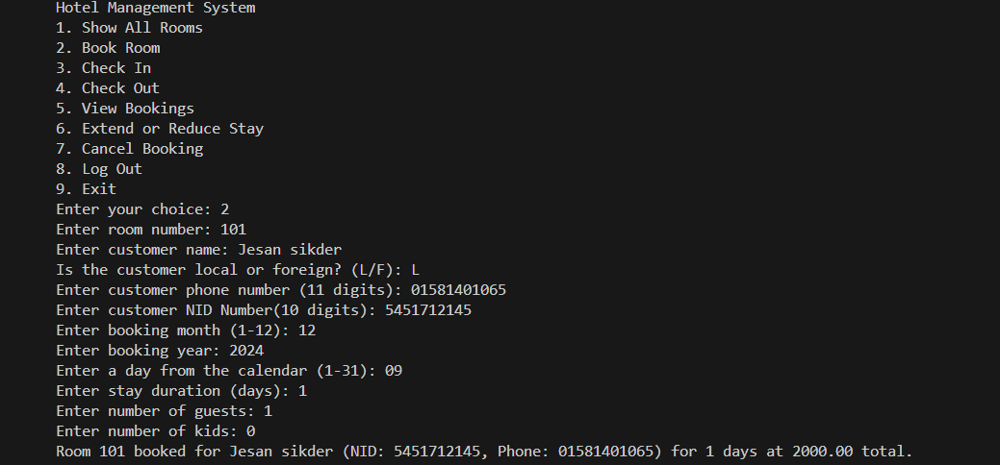 Hotel Management System
1. Show All Rooms
2. Book Room
3. Check In
4. Check Out
5. View Bookings
6. Extend or Reduce Stay
7. Cancel Booking
8. Log Out
9. Exit
Enter your choice: 2
Enter room number: 101
Enter customer name: Jesan sikder
Is the customer local or foreign? (L/F): L
Enter customer phone number (11 digits): 01581401065
Enter customer NID Number(10 digits): 5451712145
Enter booking month (1-12): 12
Enter booking year: 2024
Enter a day from the calendar (1-31): 09
Enter stay duration (days): 1
Enter number of guests: 1
Enter number of kids: 0
Room 101 booked for Jesan sikder (NID: 5451712145, Phone: 01581401065) for 1 days at 2000.00 total.